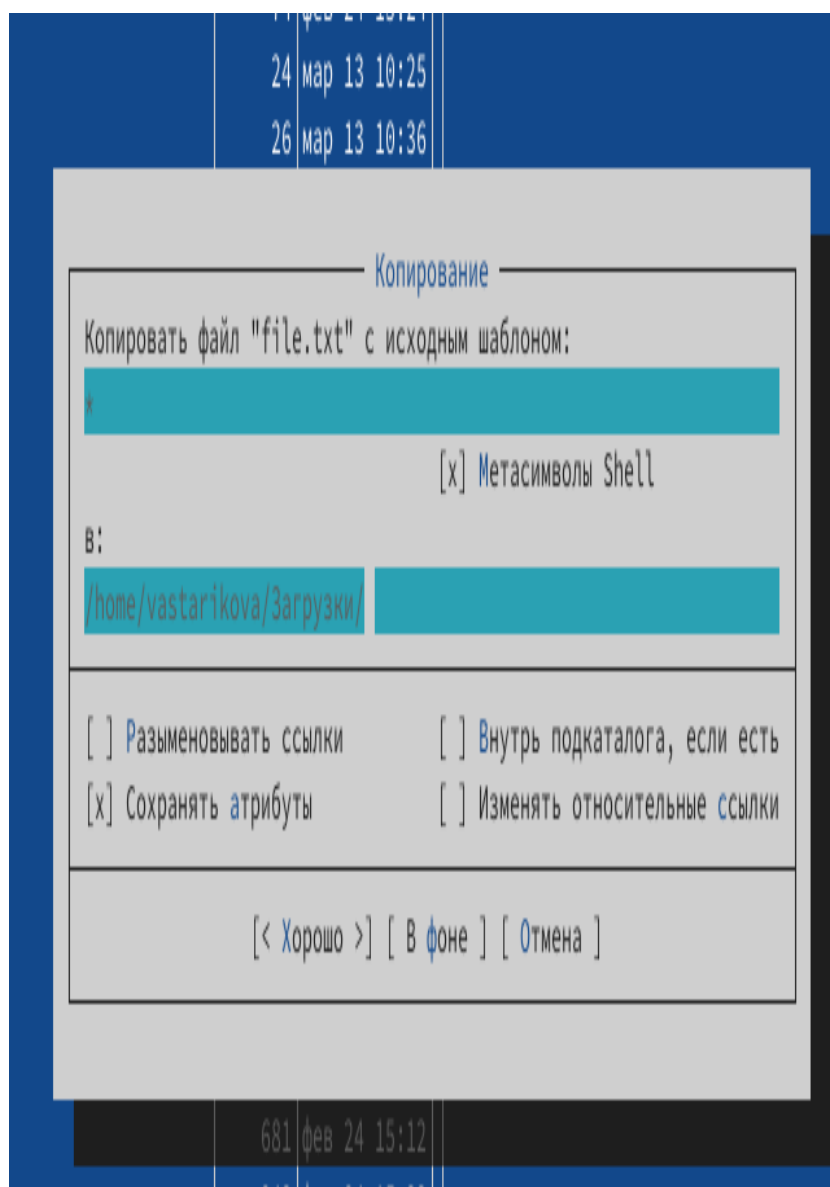 24 мар 13 10:25
26 мар 13 10:36
Копирование
Копировать файл "file.txt" с исходным шаблоном:
*
[x] Метасимволы Shell
в:
/home/vastarikova/Загрузки/
[ ] Разыменовывать ссылки [ ] Внутрь подкаталога, если есть
[x] Сохранять атрибуты [ ] Изменять относительные ссылки
[< Хорошо >] [ В фоне ] [ Отмена ]
681 фев 24 15:12